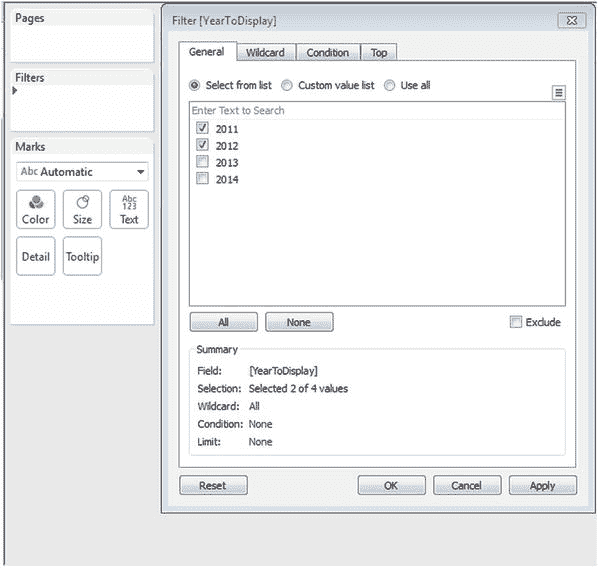 Pages
Filters
Marks
Abc Automatic
Color
Size
Abc
123
Text
Detail
Tooltip
Filter [YearToDisplay]
General
Wildcard
Condition
Top
Select from list
Custom value list
Use all
Enter Text to Search
2011
2012
2013
2014
All
None
Exclude
Summary
Field: [YearToDisplay]
Selection: Selected 2 of 4 values
Wildcard: All
Condition: None
Limit: None
Reset
OK
Cancel
Apply